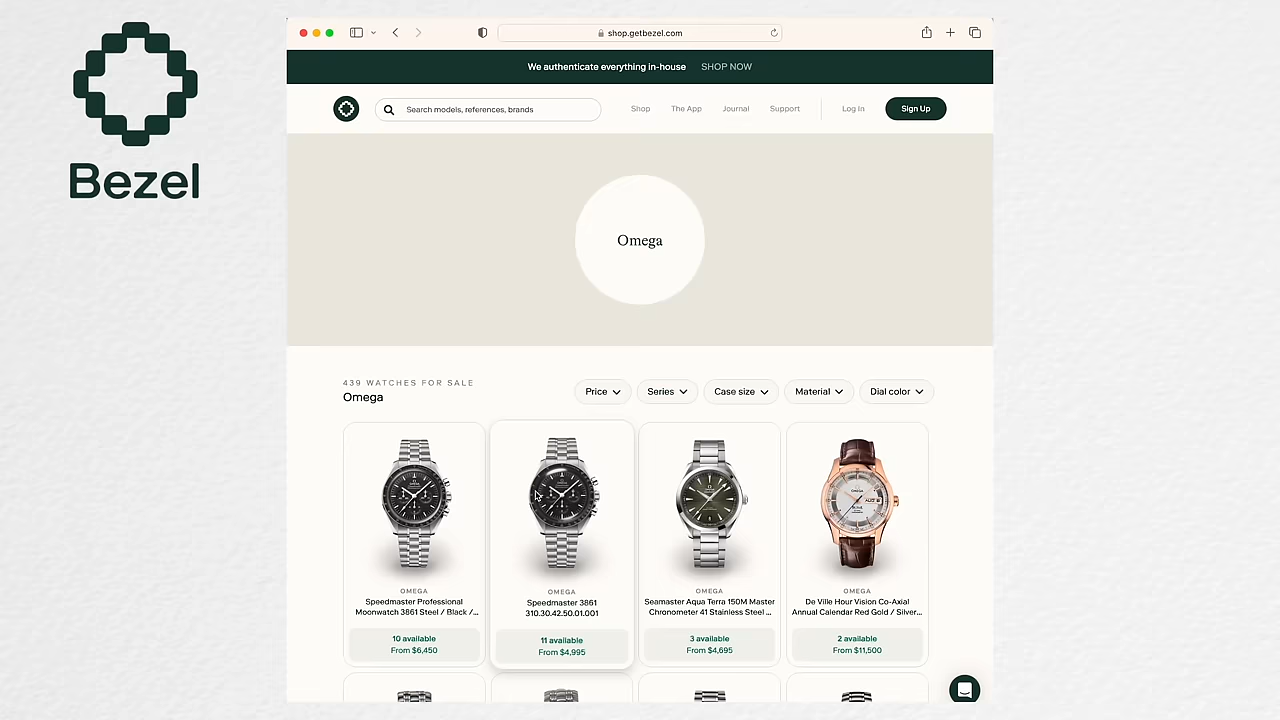 Bezel
shop.getbezel.com
We authenticate everything in-house SHOP NOW
Search models, references, brands
Shop The App Journal Support Log In Sign Up
Omega
439 WATCHES FOR SALE
Omega
Price Series Case size Material Dial color
OMEGA
Speedmaster Professional
Moonwatch 3861 Steel / Black /...
10 available
From $6,450
OMEGA
Speedmaster 3861
310.30.42.50.01.001
11 available
From $4,995
OMEGA
Seamaster Aqua Terra 150M Master
Chronometer 41 Stainless Steel ...
3 available
From $4,695
OMEGA
De Ville Hour Vision Co-Axial
Annual Calendar Red Gold / Silver...
2 available
From $11,500